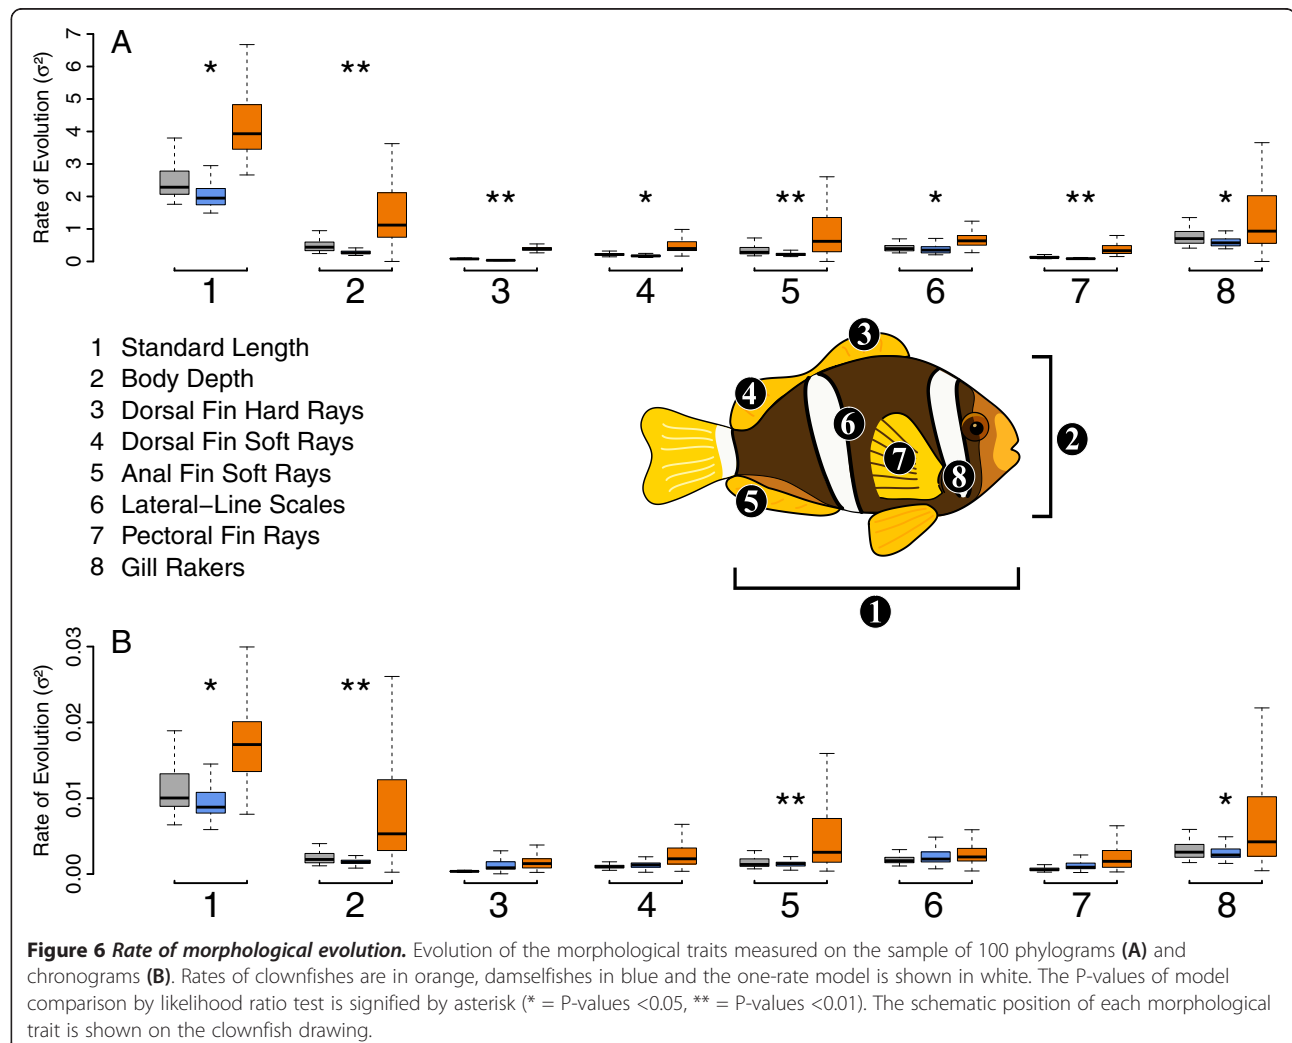 A
Rate of Evolution (σ²)
7
6
5
4
3
2
1
0
* ** ** * ** * ** *
1 2 3 4 5 6 7 8
1 Standard Length
2 Body Depth
3 Dorsal Fin Hard Rays
4 Dorsal Fin Soft Rays
5 Anal Fin Soft Rays
6 Lateral–Line Scales
7 Pectoral Fin Rays
8 Gill Rakers
3
4
6
7
8
5
2
1
B
Rate of Evolution (σ²)
0.03
0.02
0.01
0.00
* ** ** *
1 2 3 4 5 6 7 8
Figure 6 Rate of morphological evolution. Evolution of the morphological traits measured on the sample of 100 phylograms (A) and
chronograms (B). Rates of clownfishes are in orange, damselfishes in blue and the one-rate model is shown in white. The P-values of model
comparison by likelihood ratio test is signified by asterisk (* = P-values <0.05, ** = P-values <0.01). The schematic position of each morphological
trait is shown on the clownfish drawing.